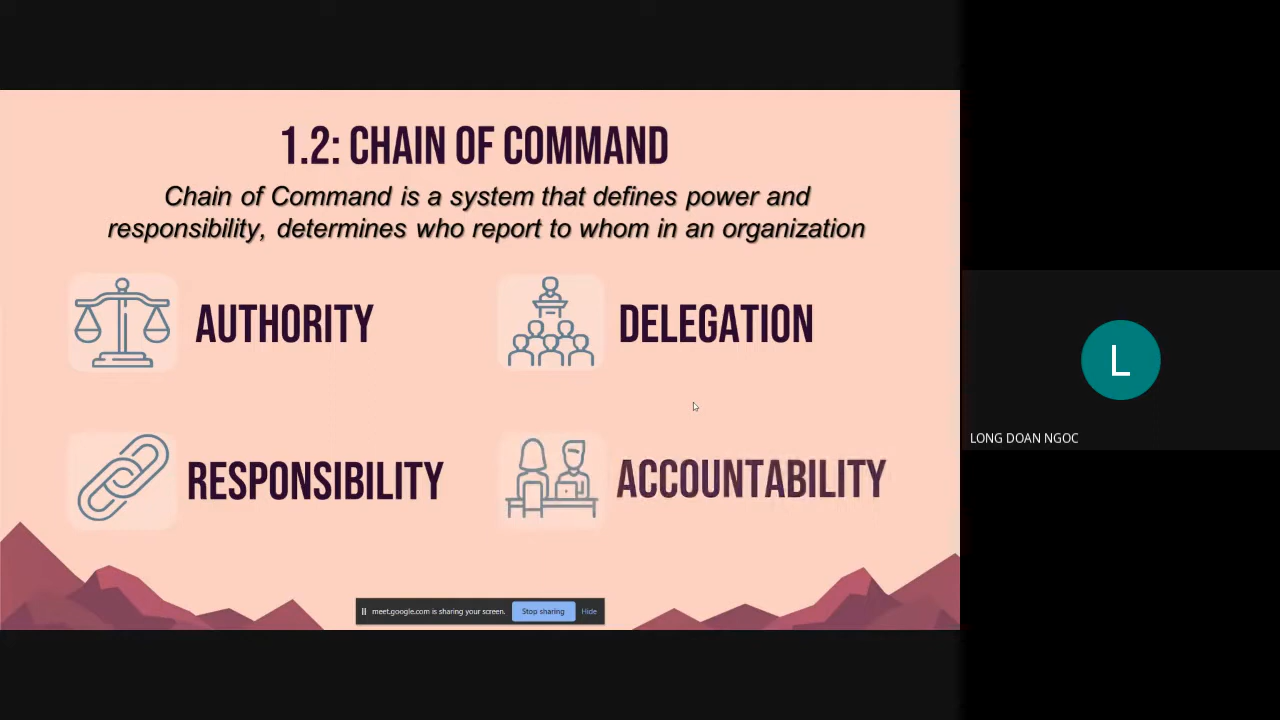 1.2: CHAIN OF COMMAND
Chain of Command is a system that defines power and
responsibility, determines who report to whom in an organization
AUTHORITY
DELEGATION
RESPONSIBILITY
ACCOUNTABILITY
meet.google.com is sharing your screen.
Stop sharing
Hide
L
LONG DOAN NGOC